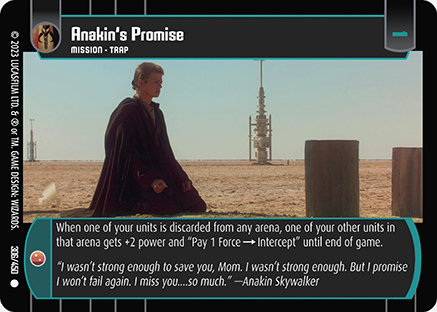 Anakin's Promise
MISSION - TRAP
When one of your units is discarded from any arena, one of your other units in
that arena gets +2 power and “Pay 1 Force → Intercept” until end of game.
“I wasn't strong enough to save you, Mom. I wasn't strong enough. But I promise
I won't fail again. I miss you....so much.” —Anakin Skywalker
© 2023 LUCASFILM LTD. & ® OR TM. GAME DESIGN: WIZARDS.